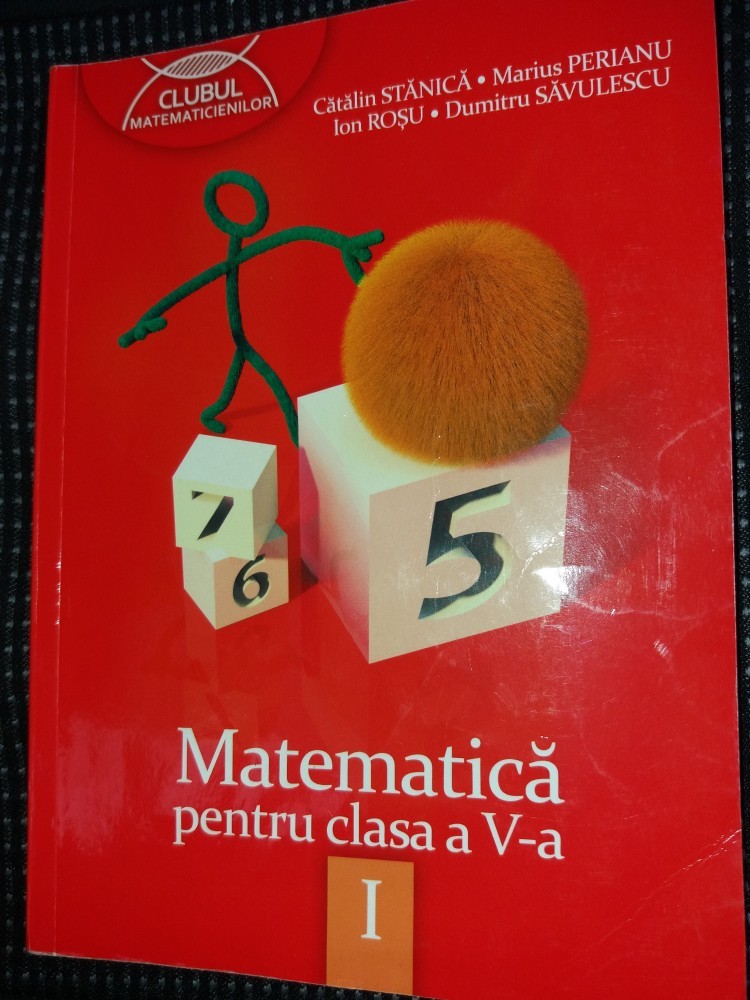 CLUBUL
MATEMATICIENILOR
Cătălin STĂNICĂ • Marius PERIANU
Ion ROȘU • Dumitru SĂVULESCU
7
6
5
Matematică
pentru clasa a V-a
I